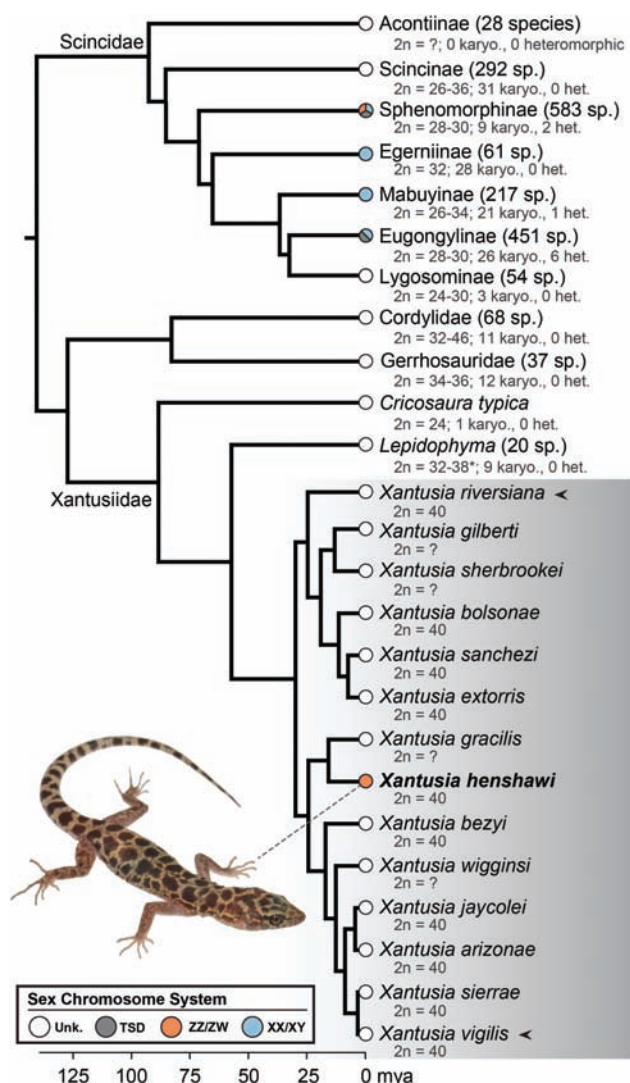 Scincidae
Acontiinae (28 species)
2n = ?; 0 karyo., 0 heteromorphic
Scincinae (292 sp.)
2n = 26-36; 31 karyo., 0 het.
Sphenomorphinae (583 sp.)
2n = 28-30; 9 karyo., 2 het.
Egerniinae (61 sp.)
2n = 32; 28 karyo., 0 het.
Mabuyinae (217 sp.)
2n = 26-34; 21 karyo., 1 het.
Eugongylinae (451 sp.)
2n = 28-30; 26 karyo., 6 het.
Lygosominae (54 sp.)
2n = 24-30; 3 karyo., 0 het.
Cordylidae (68 sp.)
2n = 32-46; 11 karyo., 0 het.
Gerrhosauridae (37 sp.)
2n = 34-36; 12 karyo., 0 het.
Cricosaura typica
2n = 24; 1 karyo., 0 het.
Lepidophyma (20 sp.)
2n = 32-38*; 9 karyo., 0 het.
Xantusiidae
Xantusia riversiana
2n = 40
Xantusia gilberti
2n = ?
Xantusia sherbrookei
2n = ?
Xantusia bolsonae
2n = 40
Xantusia sanchezi
2n = 40
Xantusia extorris
2n = 40
Xantusia gracilis
2n = ?
Xantusia henshawi
2n = 40
Xantusia bezyi
2n = 40
Xantusia wigginsi
2n = ?
Xantusia jaycolei
2n = 40
Xantusia arizonae
2n = 40
Xantusia sierrae
2n = 40
Xantusia vigilis
2n = 40
Sex Chromosome System
Unk. TSD ZZ/ZW XX/XY
125 100 75 50 25 0 mya